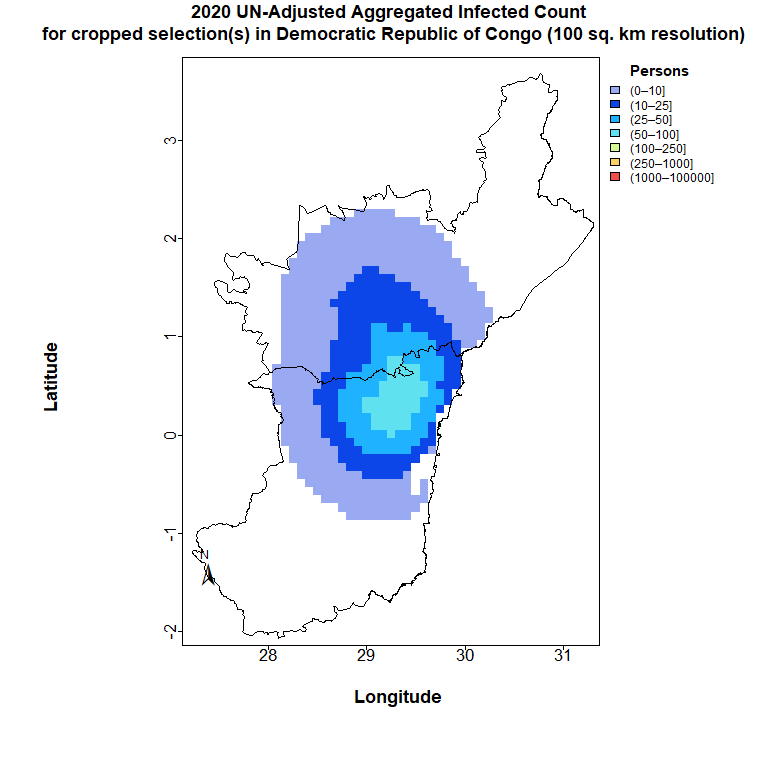 2020 UN-Adjusted Aggregated Infected Count
for cropped selection(s) in Democratic Republic of Congo (100 sq. km resolution)
Persons
(0–10]
(10–25]
(25–50]
(50–100]
(100–250]
(250–1000]
(1000–100000]
3
2
1
0
-1
-2
Latitude
N
28 29 30 31
Longitude